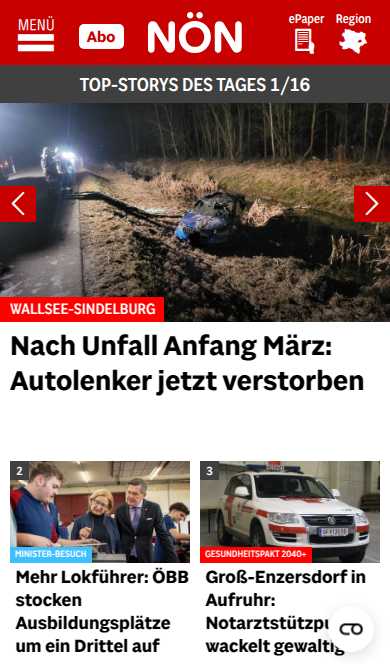 MENÜ
Abo
NÖN
ePaper
Region
TOP-STORYS DES TAGES 1/16
WALLSEE-SINDELBURG
Nach Unfall Anfang März:
Autolenker jetzt verstorben
2
MINISTER-BESUCH
Mehr Lokführer: ÖBB
stocken
Ausbildungsplätze
um ein Drittel auf
3
GESUNDHEITSPAKT 2040+
Groß-Enzersdorf in
Aufruhr:
wackelt gewaltig